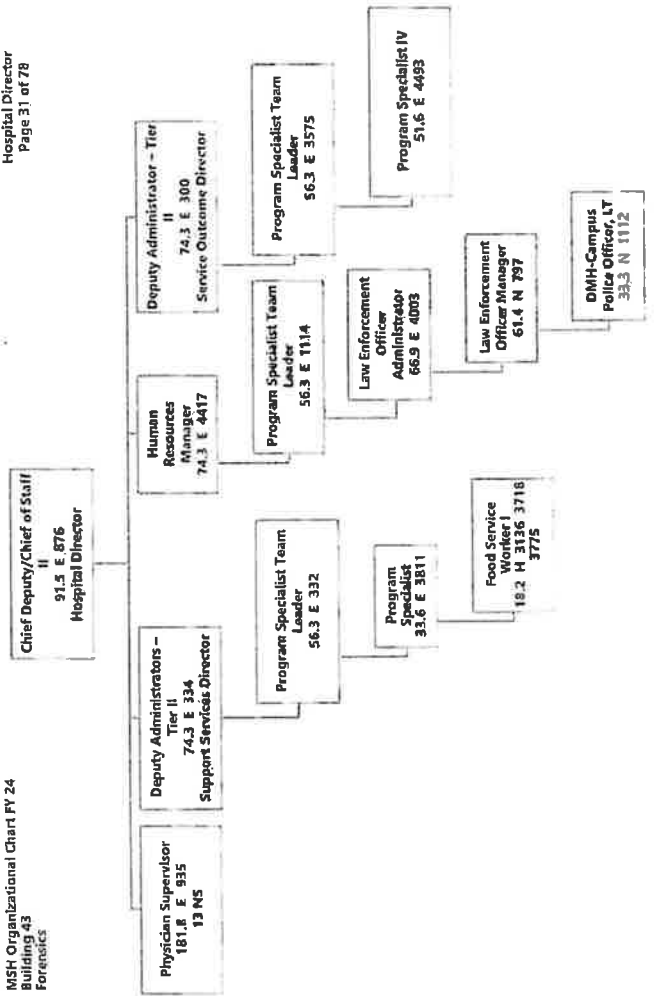 MSH Organizational Chart FY 24
Building 43
Forensics
Hospital Director
Page 31 of 78
Chief Deputy/Chief of Staff
II
91.5 E 876
Hospital Director
Physician Supervisor
181.8 E 935
13 NS
Deputy Administrators –
Tier II
74.3 E 334
Support Services Director
Human
Resources
Manager
74.3 E 4417
Deputy Administrator – Tier
II
74.3 E 300
Service Outcome Director
Program Specialist Team
Leader
56.3 E 332
Program Specialist Team
Leader
56.3 E 1114
Program Specialist Team
Leader
56.3 E 3575
Program
Specialist
33.6 E 3811
Law Enforcement
Officer
Administrator
66.9 E 4003
Program Specialist IV
51.6 E 4493
Food Service
Worker I
18.2 H 3136 3718
3775
Law Enforcement
Officer Manager
61.4 N 797
DMH-Campus
Police Officer, LT
33.3 N 1112